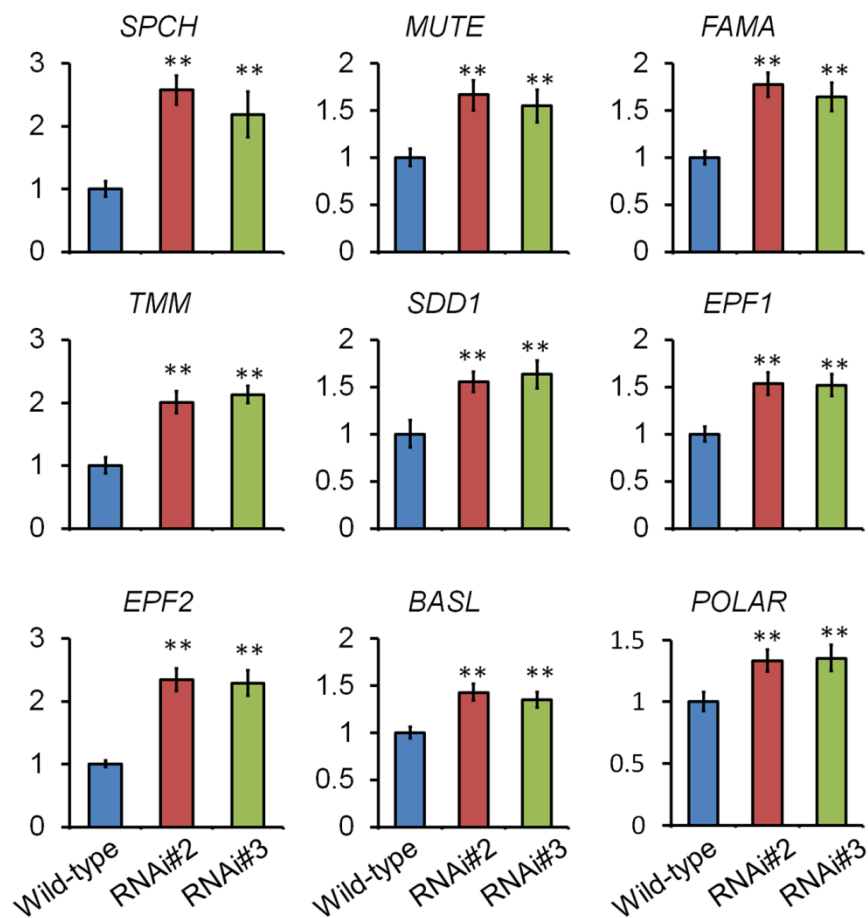 SPCH MUTE FAMA
3 2 2
** ** ** ** ** **
2 1.5 1.5
1 1 1
0.5 0.5
0 0 0
TMM SDD1 EPF1
3 2 2
** ** ** ** ** **
2 1.5 1.5
1 1 1
0.5 0.5
0 0 0
EPF2 BASL POLAR
3 2 1.5
** ** ** ** ** **
2 1.5 1
1 1 0.5
0.5
0 0 0
Wild-type RNAi#2 RNAi#3 Wild-type RNAi#2 RNAi#3 Wild-type RNAi#2 RNAi#3